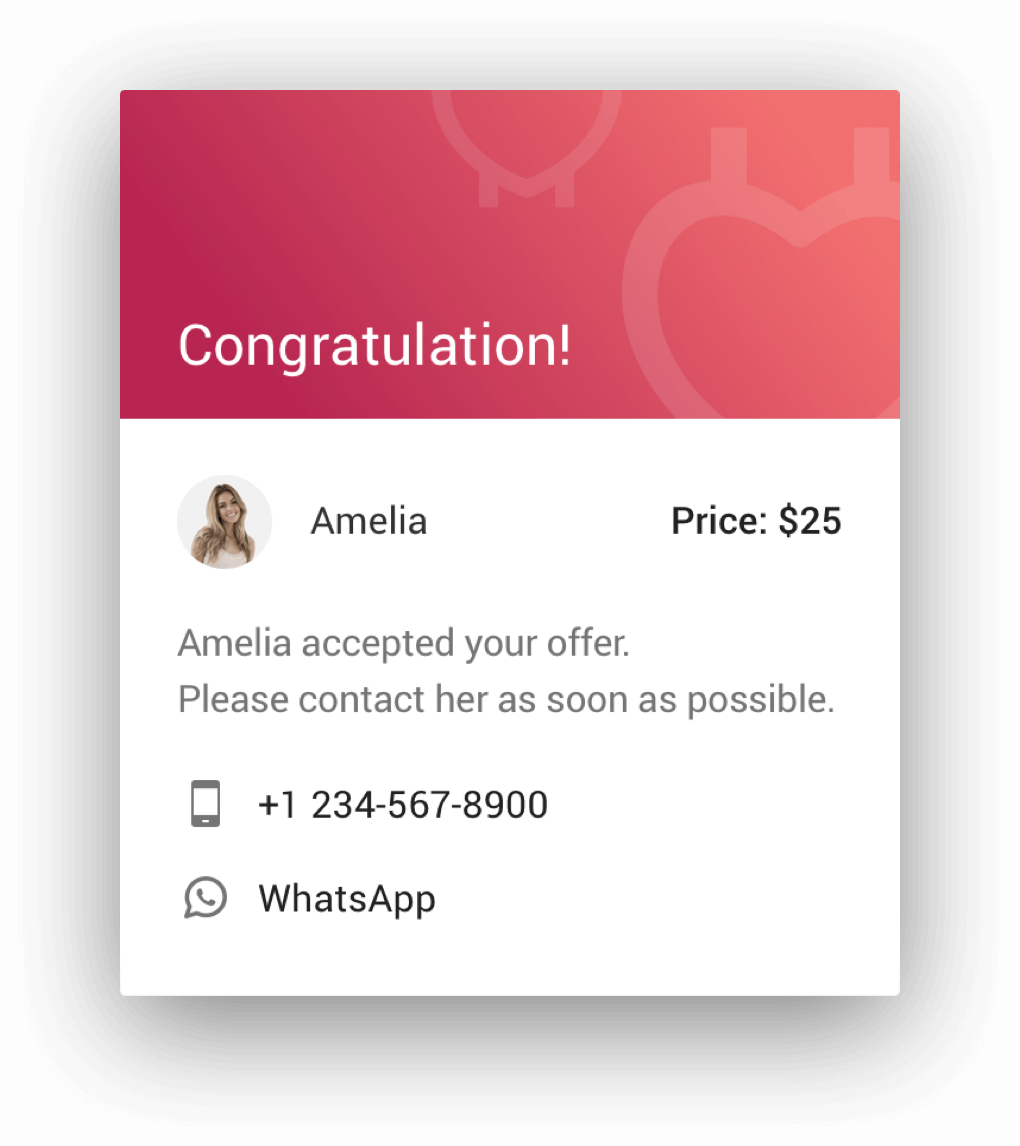 Congratulation!
Amelia Price: $25
Amelia accepted your offer.
Please contact her as soon as possible.
+1 234-567-8900
WhatsApp